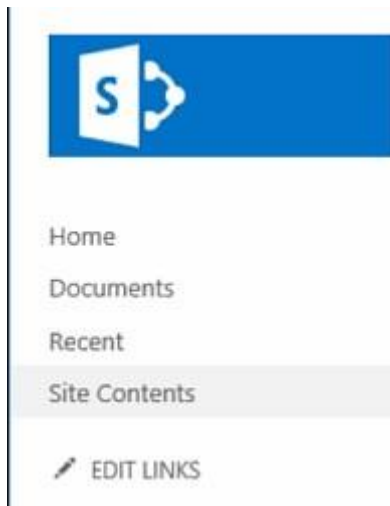 S
Home
Documents
Recent
Site Contents
EDIT LINKS